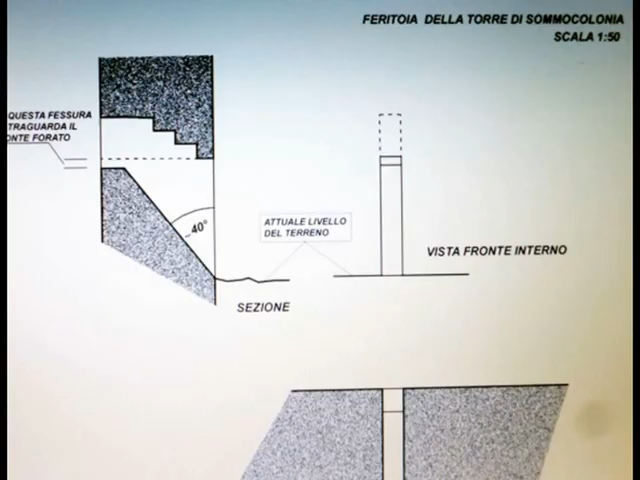 FERITOIA DELLA TORRE DI SOMMOCOLONIA
SCALA 1:50
QUESTA FESSURA
TRAGUARDA IL
ONTE FORATO
~40°
ATTUALE LIVELLO
DEL TERRENO
VISTA FRONTE INTERNO
SEZIONE